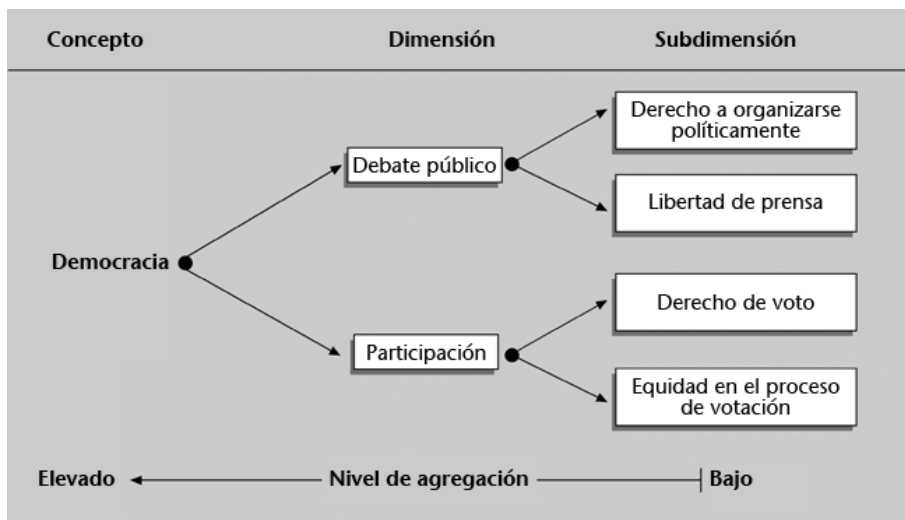 Concepto Dimensión Subdimensión
Derecho a organizarse
políticamente
Debate público
Libertad de prensa
Democracia
Derecho de voto
Participación
Equidad en el proceso
de votación
Elevado Nivel de agregación Bajo